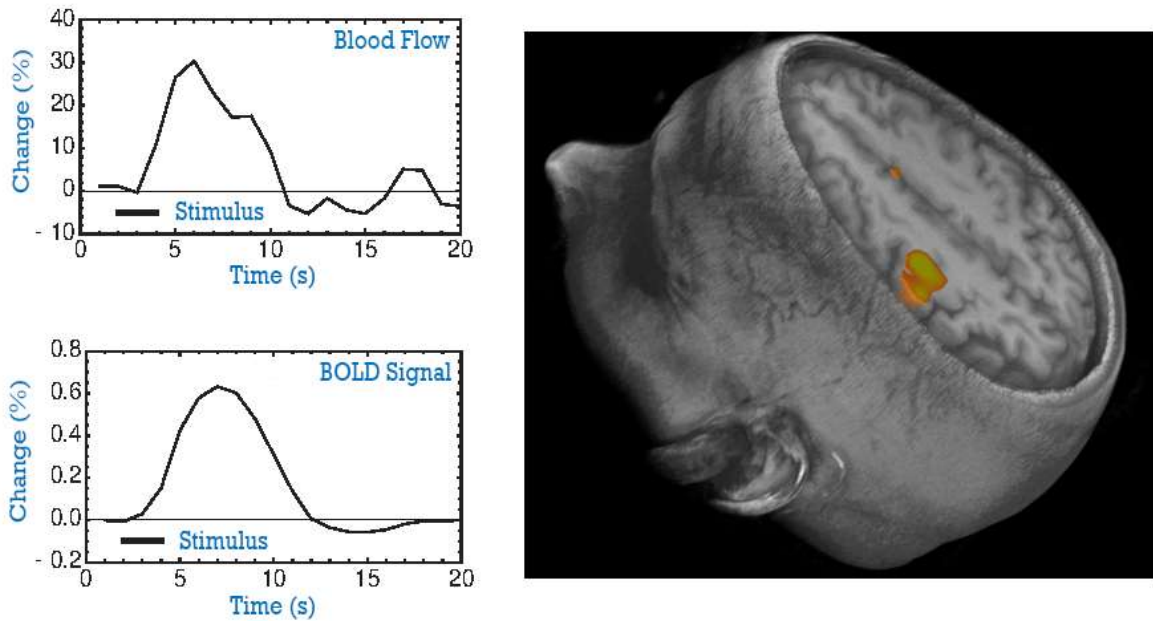 Blood Flow
Change (%)
40
30
20
10
0
- 10
Stimulus
0 5 10 15 20
Time (s)
BOLD Signal
Change (%)
0.8
0.6
0.4
0.2
0.0
- 0.2
Stimulus
0 5 10 15 20
Time (s)